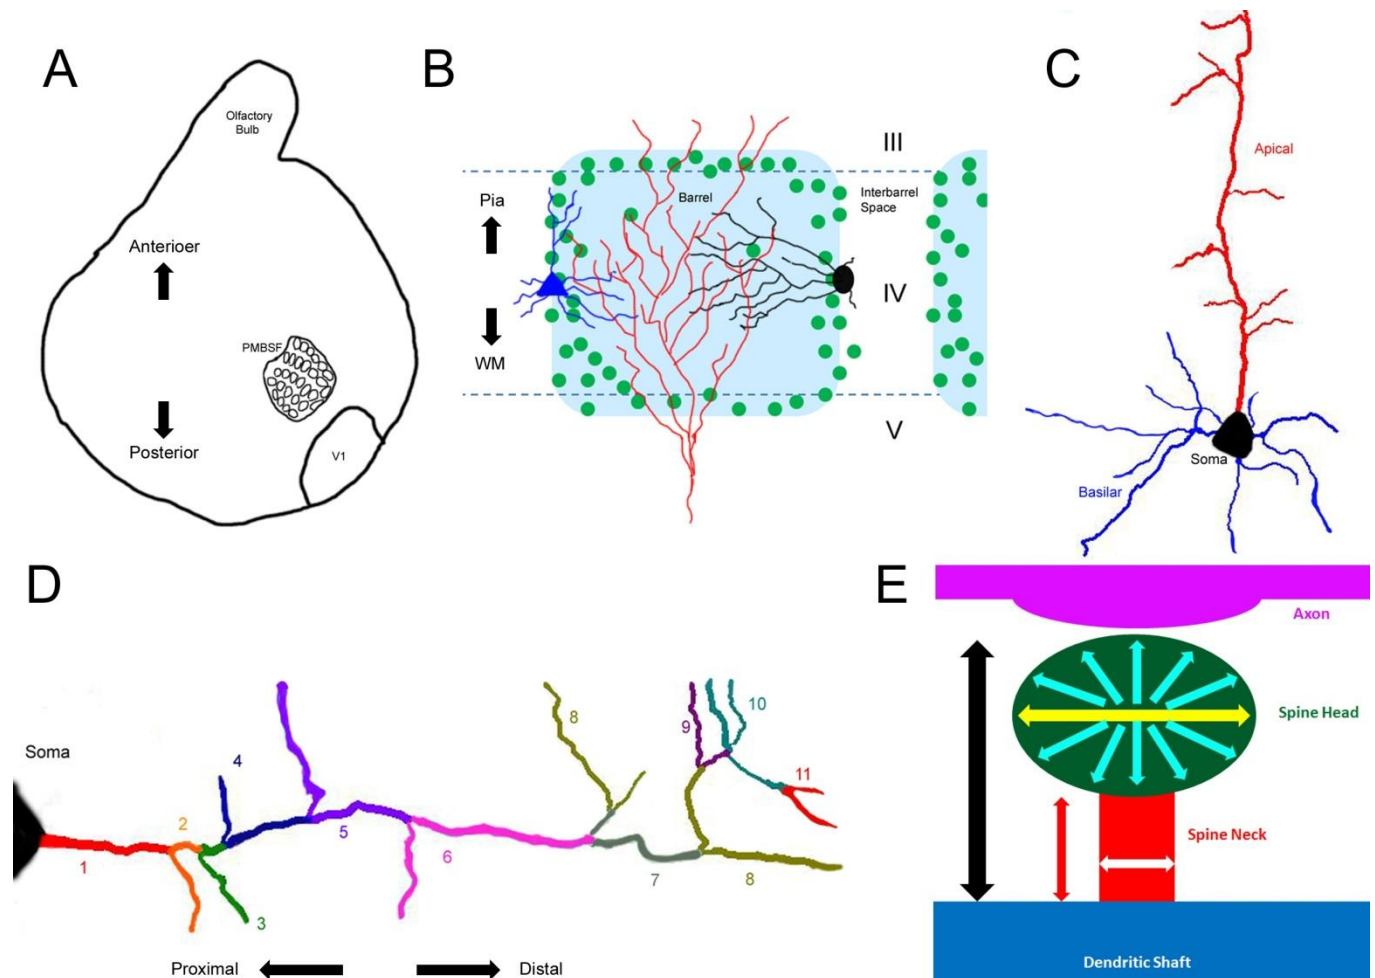 A
Olfactory
Bulb
Anterioer
PMBSF
Posterior
V1
B
III
Pia
Barrel
Interbarrel
Space
IV
WM
V
C
Apical
Soma
Basilar
D
Soma
1
2
3
4
5
6
7
8
8
9
10
11
Proximal
Distal
E
Axon
Spine Head
Spine Neck
Dendritic Shaft